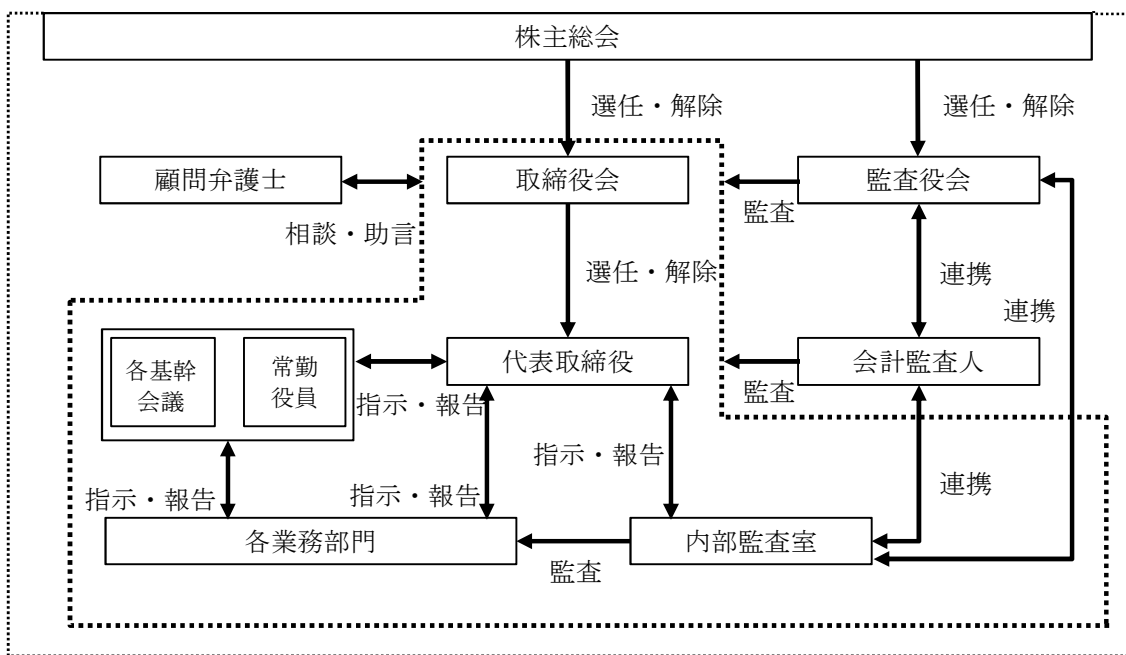 株主総会
選任・解除
選任・解除
顧問弁護士
取締役会
監査役会
相談・助言
監査
選任・解除
連携
連携
各基幹
会議
常勤
役員
代表取締役
会計監査人
指示・報告
監査
指示・報告
連携
指示・報告
指示・報告
各業務部門
内部監査室
監査